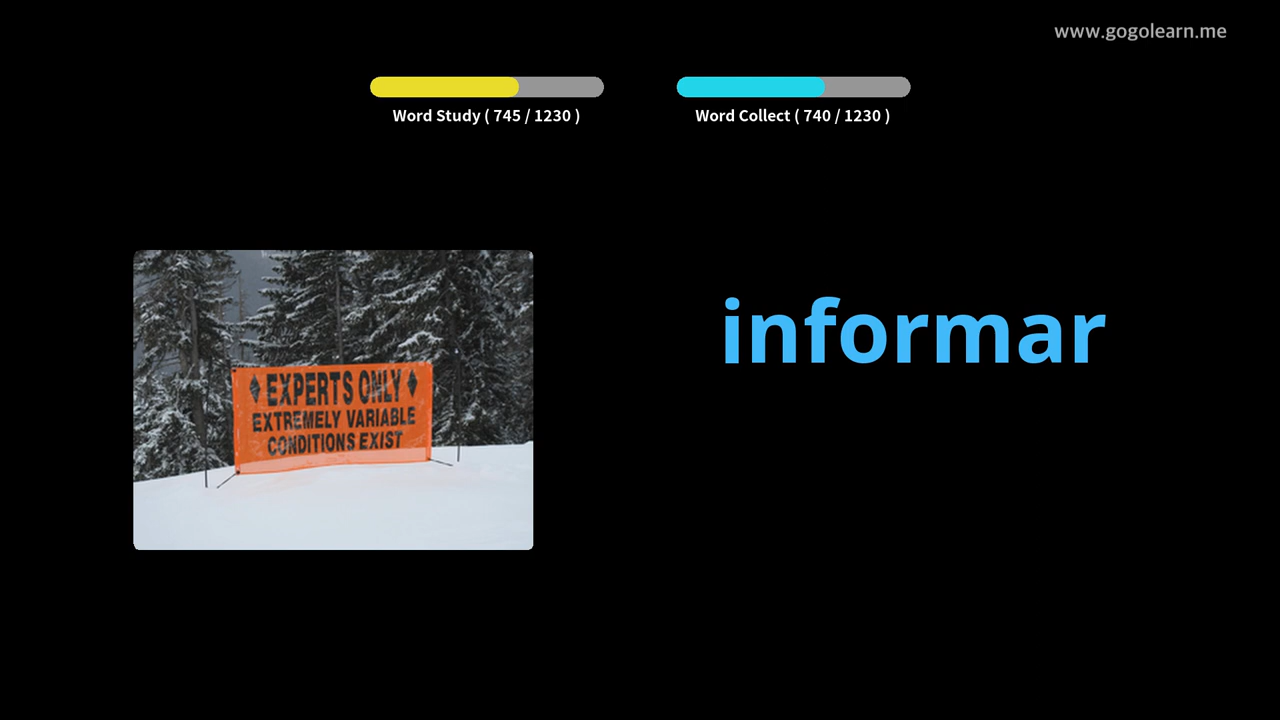 www.gogolearn.me
Word Study ( 745 / 1230 )
Word Collect ( 740 / 1230 )
EXPERTS ONLY
EXTREMELY VARIABLE
CONDITIONS EXIST
informar